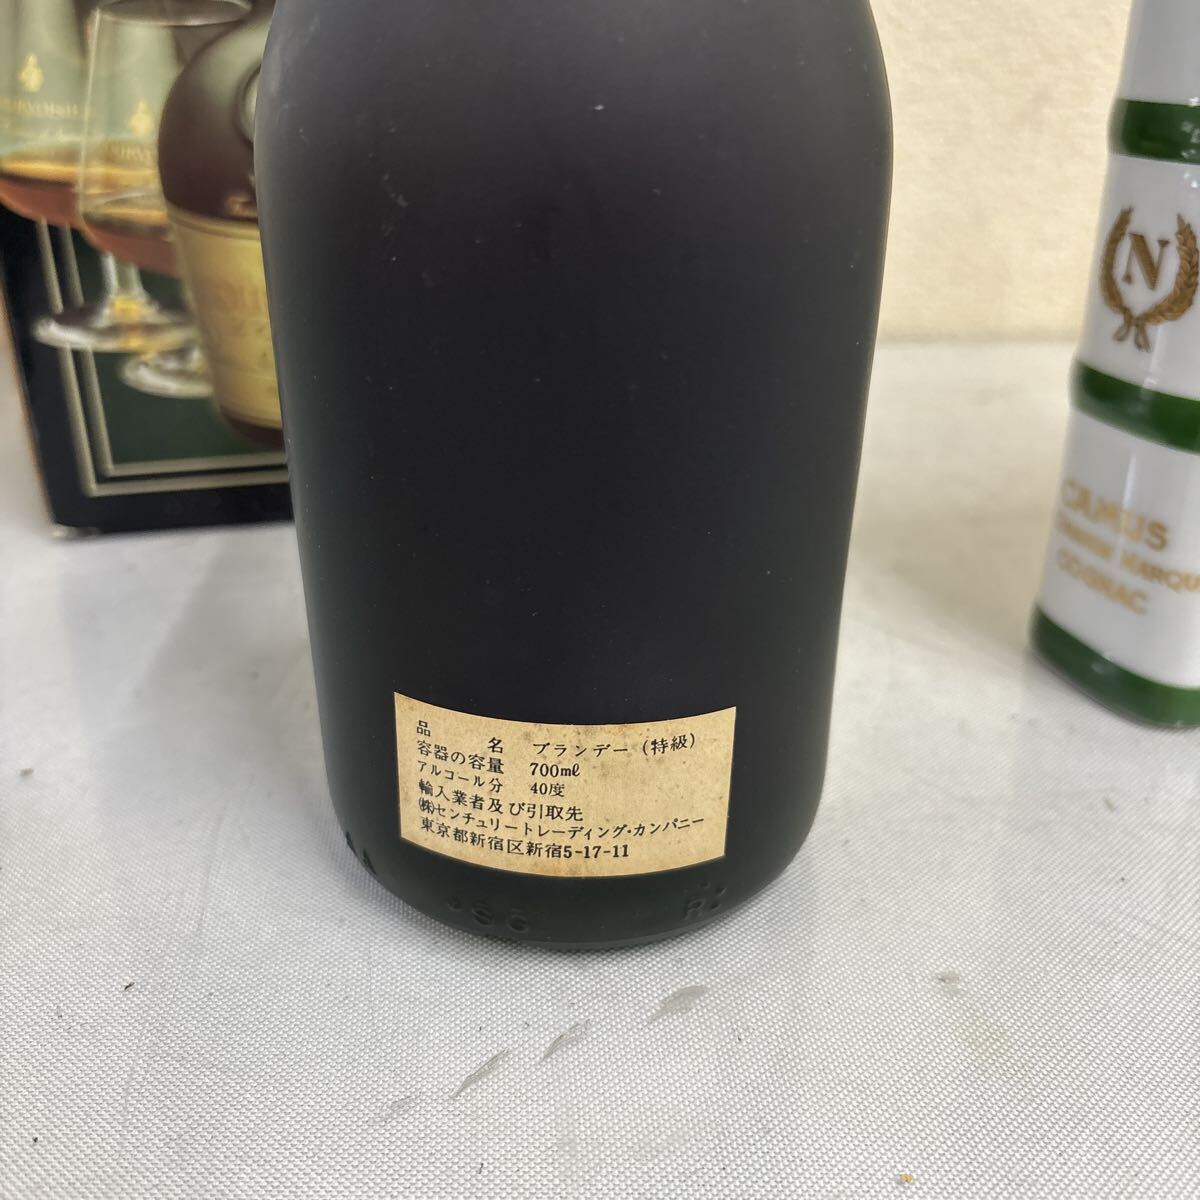 品名 ブランデー（特級）
容器の容量 700mℓ
アルコール分 40度
輸入業者及び引取先
㈱センチュリートレーディング・カンパニー
東京都新宿区新宿5-17-11
N
CAMUS
COGNAC